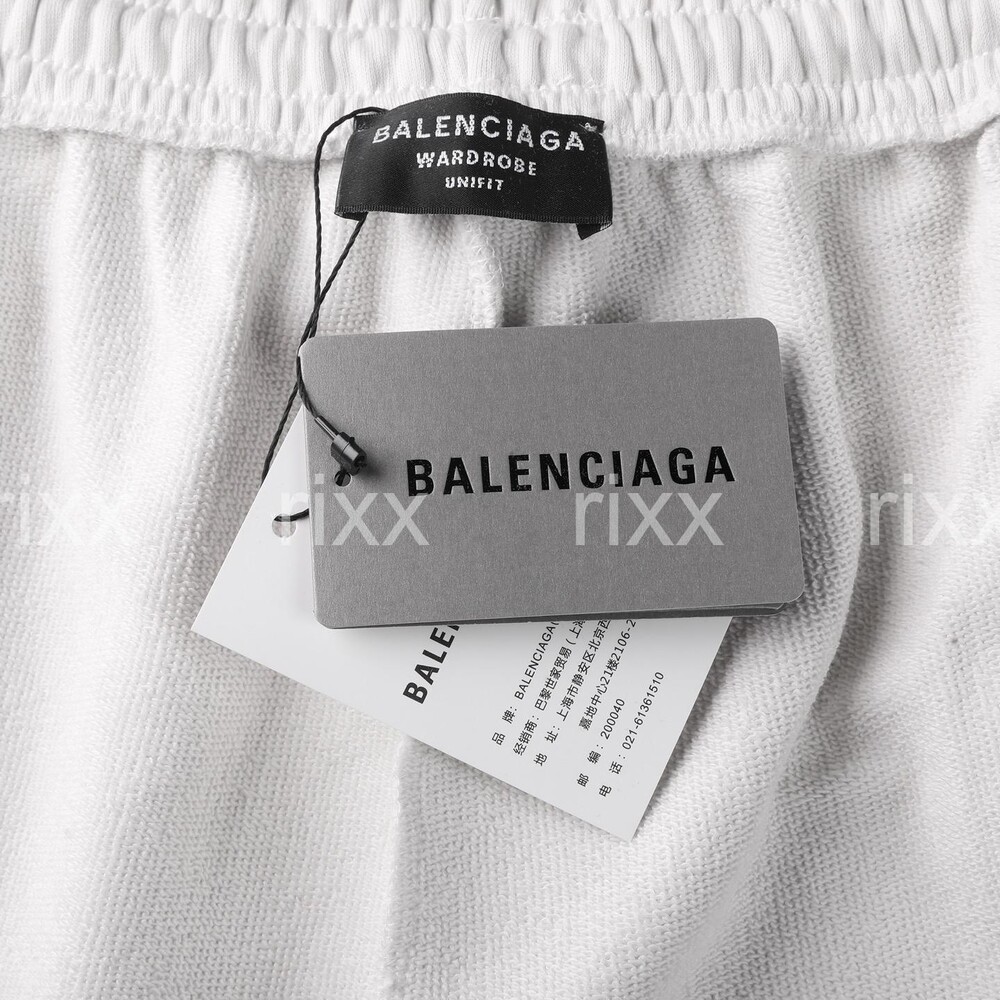 BALENCIAGA
WARDROBE
UNIFIT
BALENCIAGA
rixx rixx rixx rixx
品 牌: BALENCIAGA(
经销商: 巴黎世家贸易 (上海
地 址: 上海市静安区北京西
嘉地中心21楼2106-2
邮 编: 200040
电 话: 021-61361510